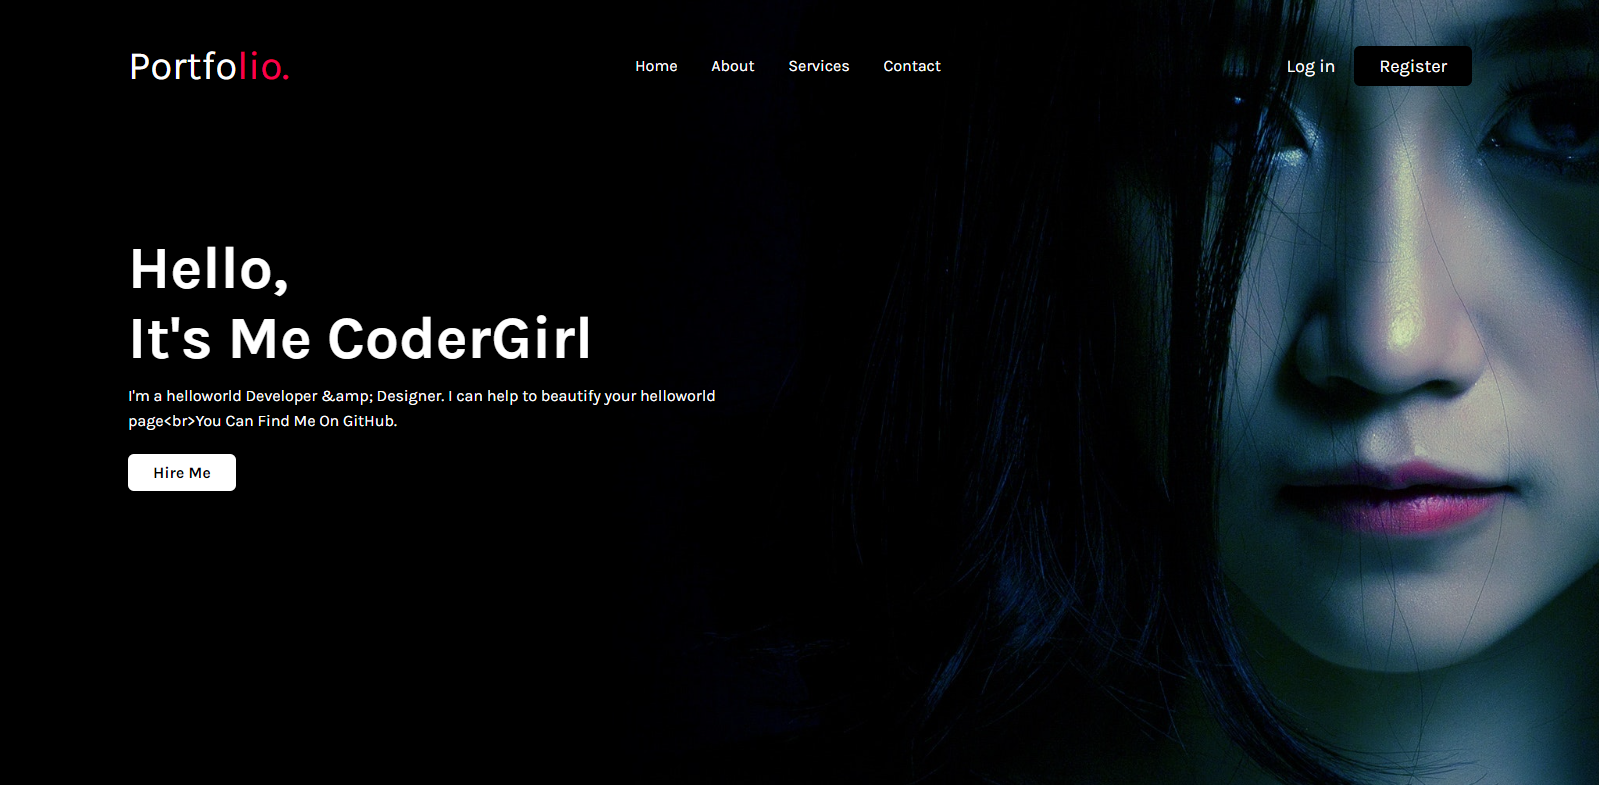 Portfolio.
Home About Services Contact
Log in Register
Hello,
It's Me CoderGirl
I'm a helloworld Developer &amp; Designer. I can help to beautify your helloworld
page<br>You Can Find Me On GitHub.
Hire Me